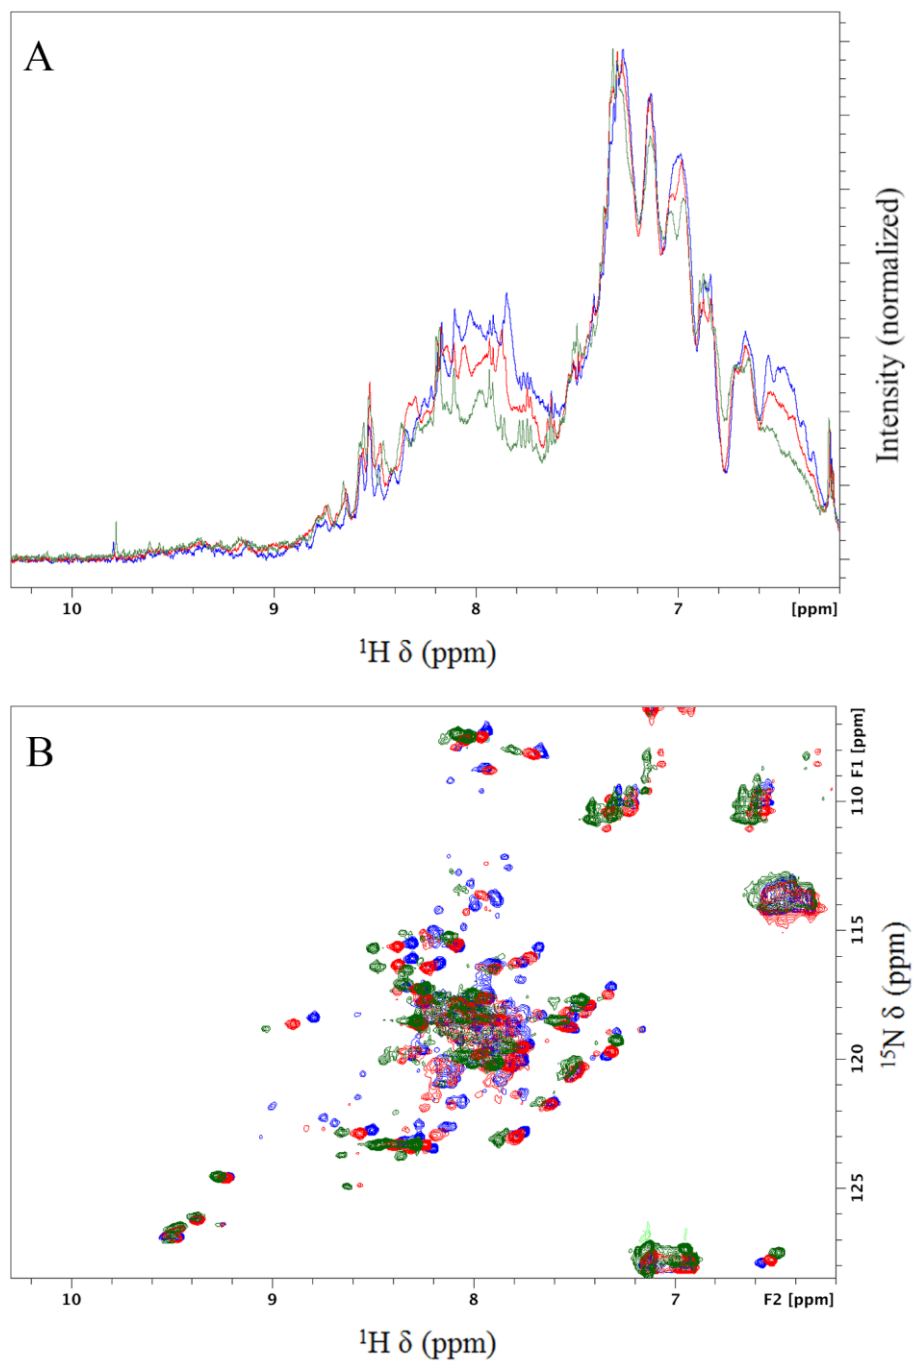 A
Intensity (normalized)
10 9 8 7 [ppm]
¹H δ (ppm)
B
F1 [ppm]
110
115
120
125
¹⁵N δ (ppm)
10 9 8 7 F2 [ppm]
¹H δ (ppm)